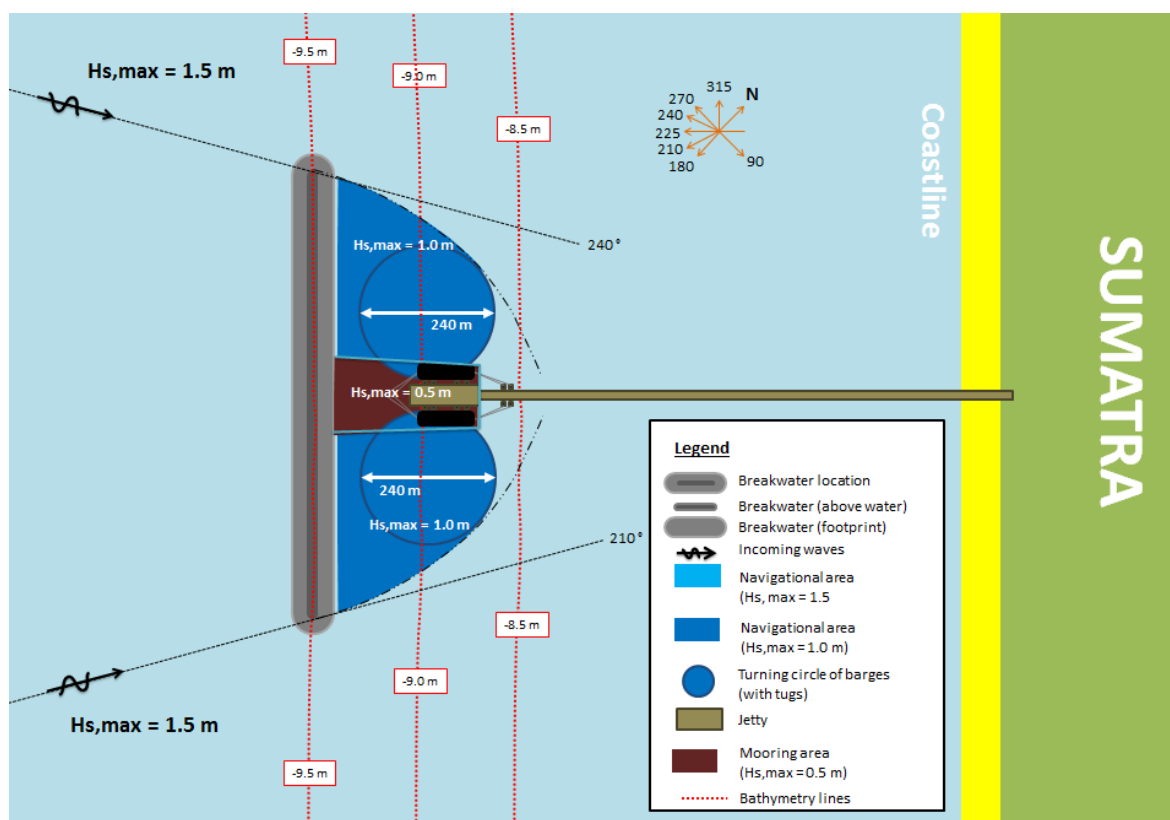 -9.5 m
-9.0 m
-8.5 m
Hs,max = 1.5 m
315
270
N
240
225
210
180
90
Coastline
SUMATRA
240°
Hs,max = 1.0 m
240 m
Hs,max = 0.5 m
240 m
Hs,max = 1.0 m
210°
-8.5 m
-9.0 m
-9.5 m
Hs,max = 1.5 m
Legend
Breakwater location
Breakwater (above water)
Breakwater (footprint)
Incoming waves
Navigational area
(Hs, max = 1.5
Navigational area
(Hs,max = 1.0 m)
Turning circle of barges
(with tugs)
Jetty
Mooring area
(Hs,max = 0.5 m)
Bathymetry lines